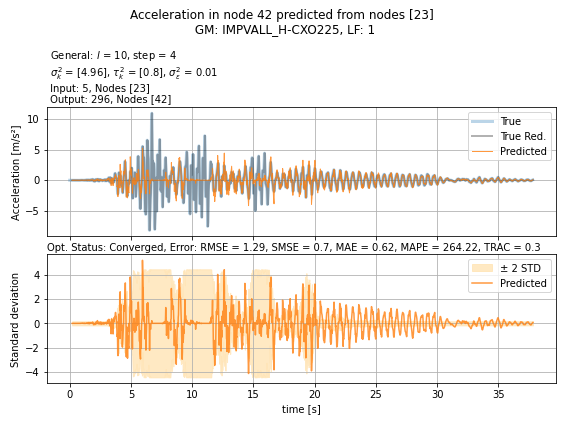 Acceleration in node 42 predicted from nodes [23]
GM: IMPVALL_H-CXO225, LF: 1
General: l = 10, step = 4
σ²ₖ = [4.96], τ²ₖ = [0.8], σ²ε = 0.01
Input: 5, Nodes [23]
Output: 296, Nodes [42]
Acceleration [m/s²]
10
5
0
−5
True
True Red.
Predicted
Opt. Status: Converged, Error: RMSE = 1.29, SMSE = 0.7, MAE = 0.62, MAPE = 264.22, TRAC = 0.3
Standard deviation
4
2
0
−2
−4
± 2 STD
Predicted
0 5 10 15 20 25 30 35
time [s]